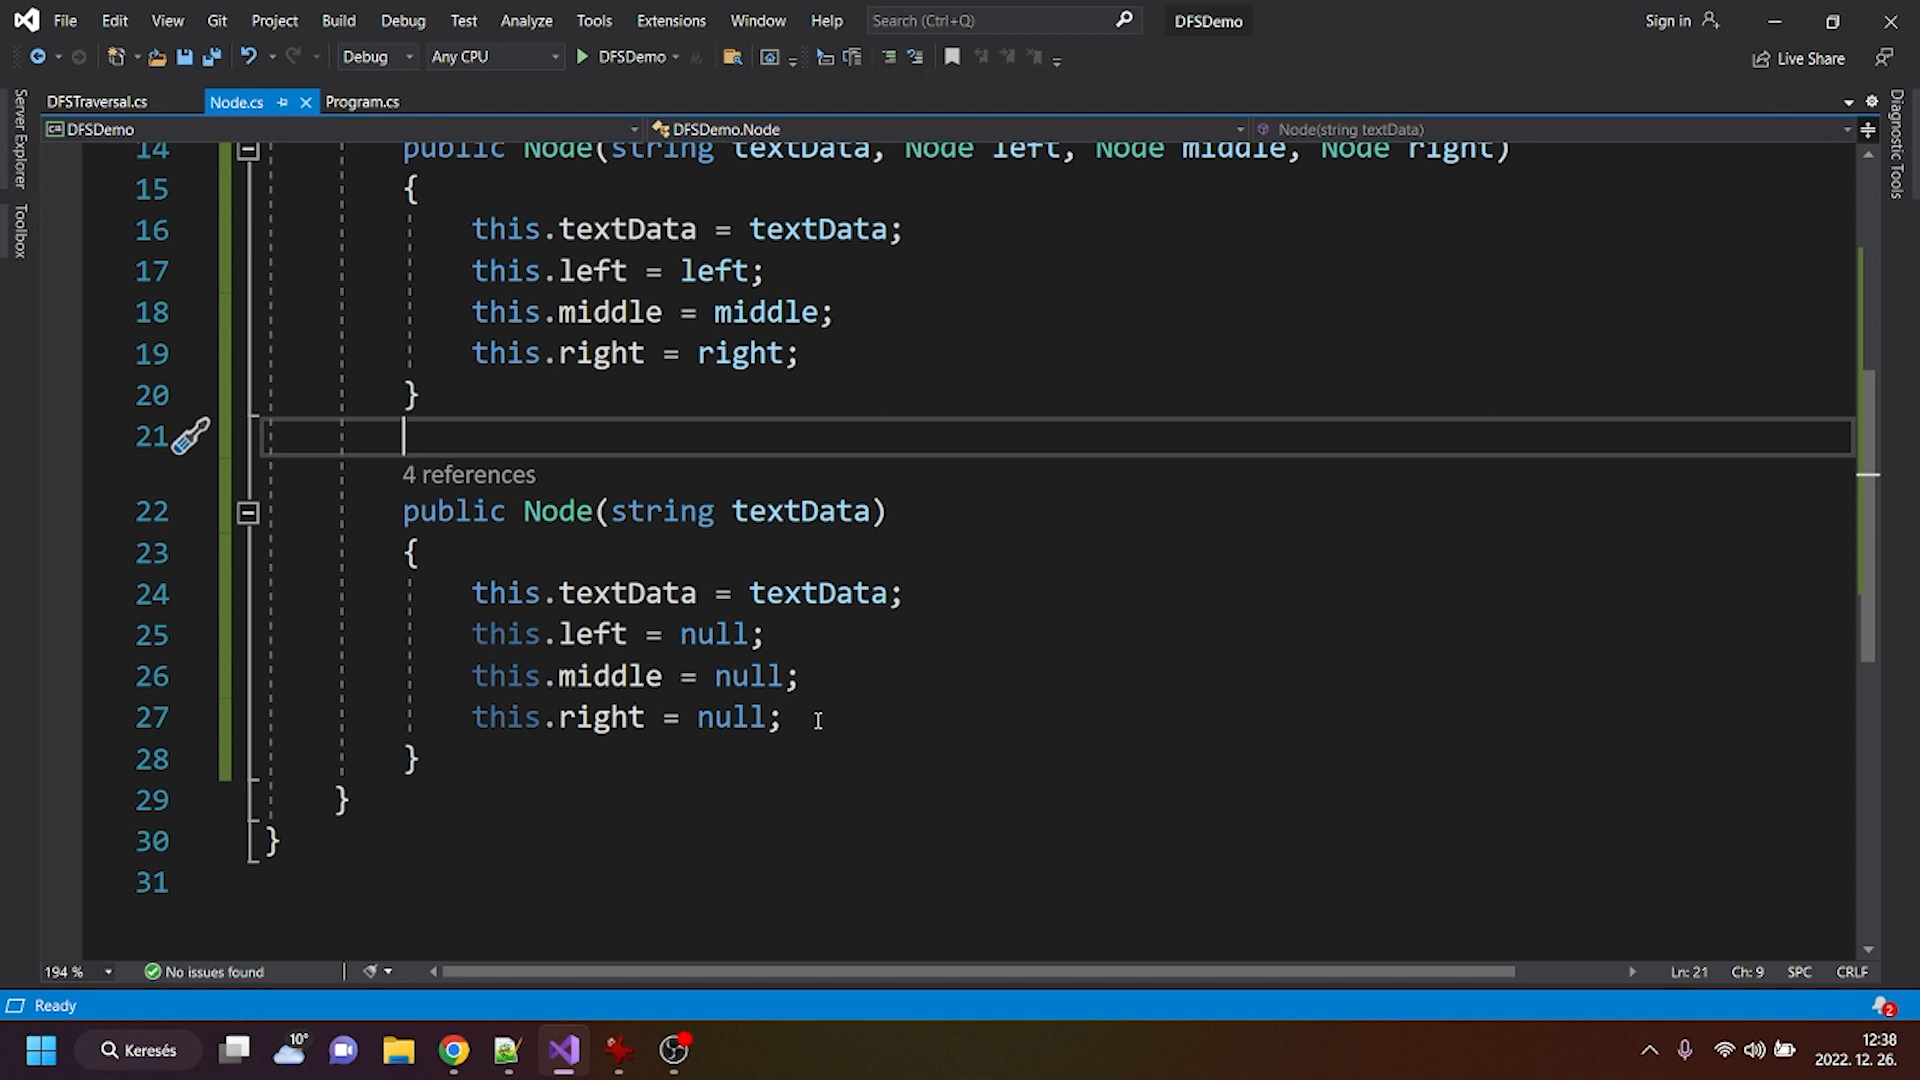 File Edit View Git Project Build Debug Test Analyze Tools Extensions Window Help Search (Ctrl+Q) DFSDemo Sign in
Debug Any CPU DFSDemo Live Share
Server Explorer
Toolbox
Diagnostic Tools
DFSTraversal.cs Node.cs Program.cs
C# DFSDemo DFSDemo.Node Node(string textData)
14 public Node(string textData, Node left, Node middle, Node right)
15 {
16 this.textData = textData;
17 this.left = left;
18 this.middle = middle;
19 this.right = right;
20 }
21
4 references
22 public Node(string textData)
23 {
24 this.textData = textData;
25 this.left = null;
26 this.middle = null;
27 this.right = null;
28 }
29 }
30 }
31
194 % No issues found Ln: 21 Ch: 9 SPC CRLF
Ready 2
Keresés 10° 12:38
2022. 12. 26.